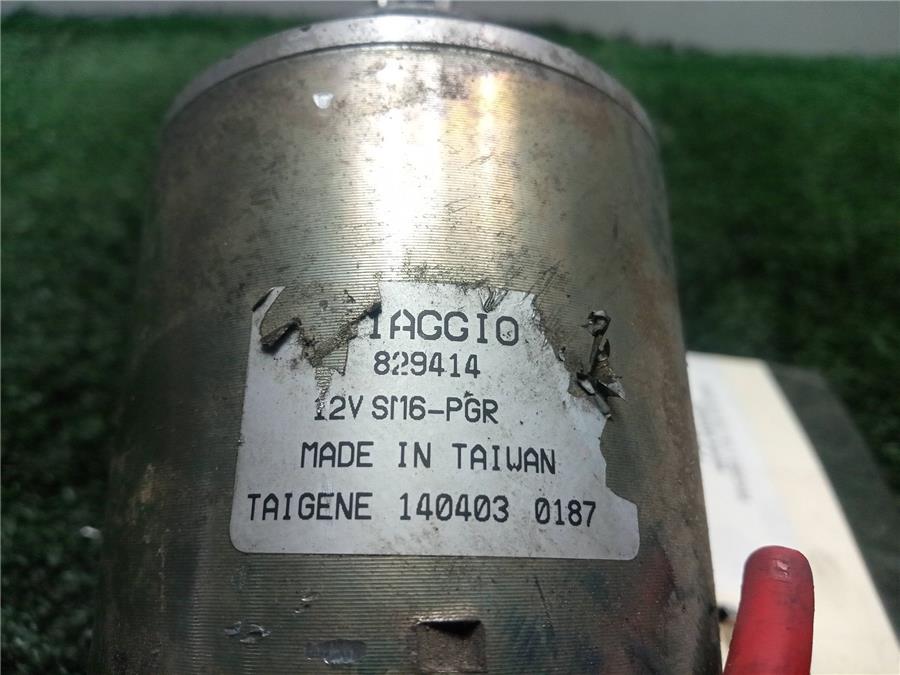 IAGGIO
829414
12V SM16-PGR
MADE IN TAIWAN
TAIGENE 140403 0187